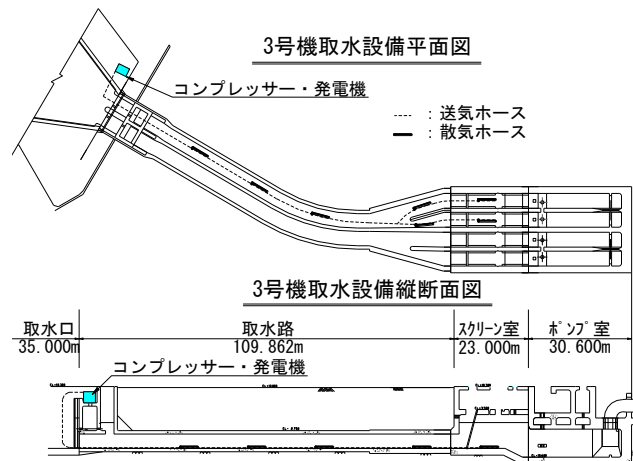 3号機取水設備平面図
コンプレッサー・発電機
---- : 送気ホース
━ : 散気ホース
3号機取水設備縦断面図
取水口 取水路 スクリーン室 ポンプ室
35.000m 109.862m 23.000m 30.600m
コンプレッサー・発電機